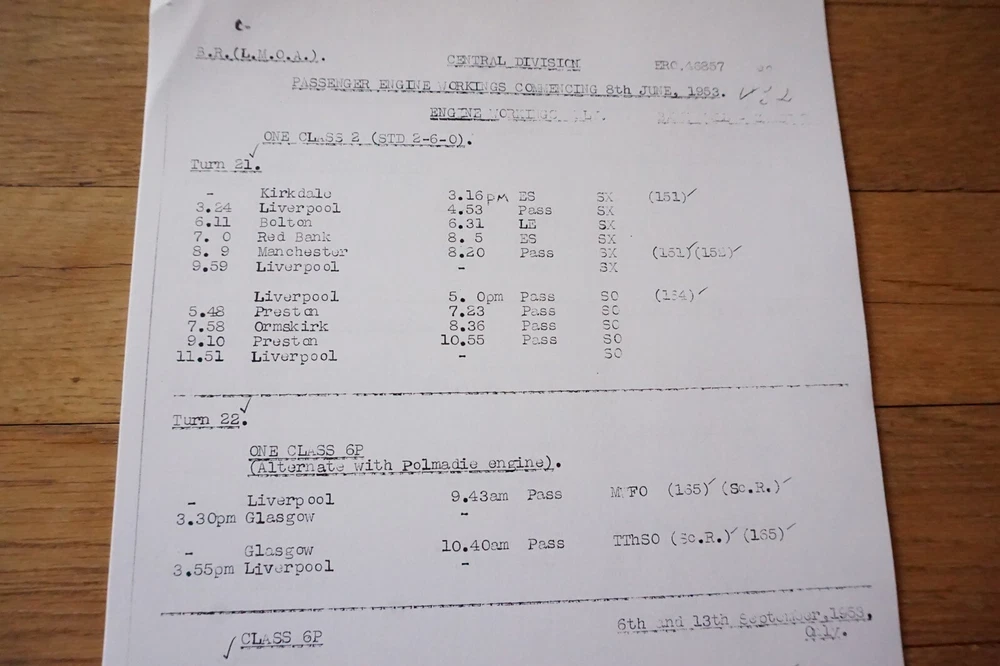 B.R.(L.M.O.A.). CENTRAL DIVISION ERO.46857
PASSENGER ENGINE WORKINGS COMMENCING 8th JUNE, 1953.
ENGINE WORKINGS
ONE CLASS 2 (STD 2-6-0).
Turn 21.
- Kirkdale 3.16pm ES SX (151)
3.24 Liverpool 4.53 Pass SX
6.11 Bolton 6.31 LE SX
7. 0 Red Bank 8. 5 ES SX
8. 9 Manchester 8.20 Pass SX (151) (152)
9.59 Liverpool - SX
Liverpool 5. 0pm Pass SO (154)
5.48 Preston 7.23 Pass SO
7.58 Ormskirk 8.36 Pass SO
9.10 Preston 10.55 Pass SO
11.51 Liverpool - SO
Turn 22.
ONE CLASS 6P
(Alternate with Polmadie engine).
- Liverpool 9.43am Pass MWFO (165) (Sc.R.)
3.30pm Glasgow -
- Glasgow 10.40am Pass TThSO (Sc.R.) (165)
3.55pm Liverpool -
6th and 13th September, 1953,
Only.
CLASS 6P